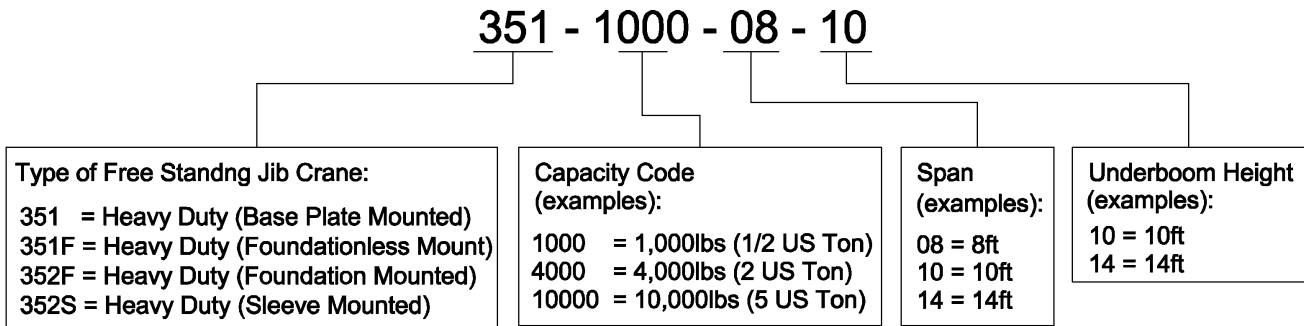 351 - 1000 - 08 - 10
Type of Free Standng Jib Crane:
351 = Heavy Duty (Base Plate Mounted)
351F = Heavy Duty (Foundationless Mount)
352F = Heavy Duty (Foundation Mounted)
352S = Heavy Duty (Sleeve Mounted)
Capacity Code
(examples):
1000 = 1,000lbs (1/2 US Ton)
4000 = 4,000lbs (2 US Ton)
10000 = 10,000lbs (5 US Ton)
Span
(examples):
08 = 8ft
10 = 10ft
14 = 14ft
Underboom Height
(examples):
10 = 10ft
14 = 14ft